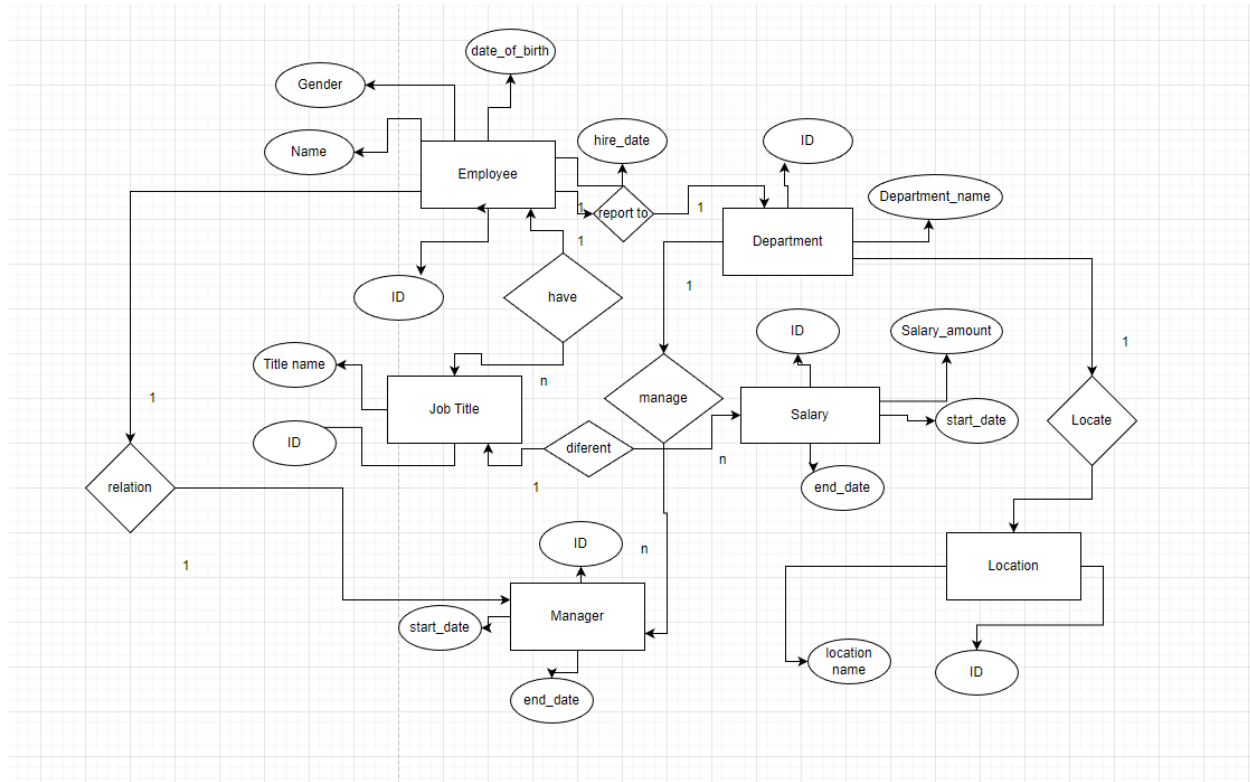 date_of_birth
Gender
hire_date
ID
Name
Employee
Department_name
1
report to
1
1
Department
ID
have
1
ID
Salary_amount
1
Title name
n
manage
1
Job Title
Salary
start_date
Locate
ID
diferent
n
relation
1
end_date
ID
n
1
Location
Manager
start_date
location
name
ID
end_date